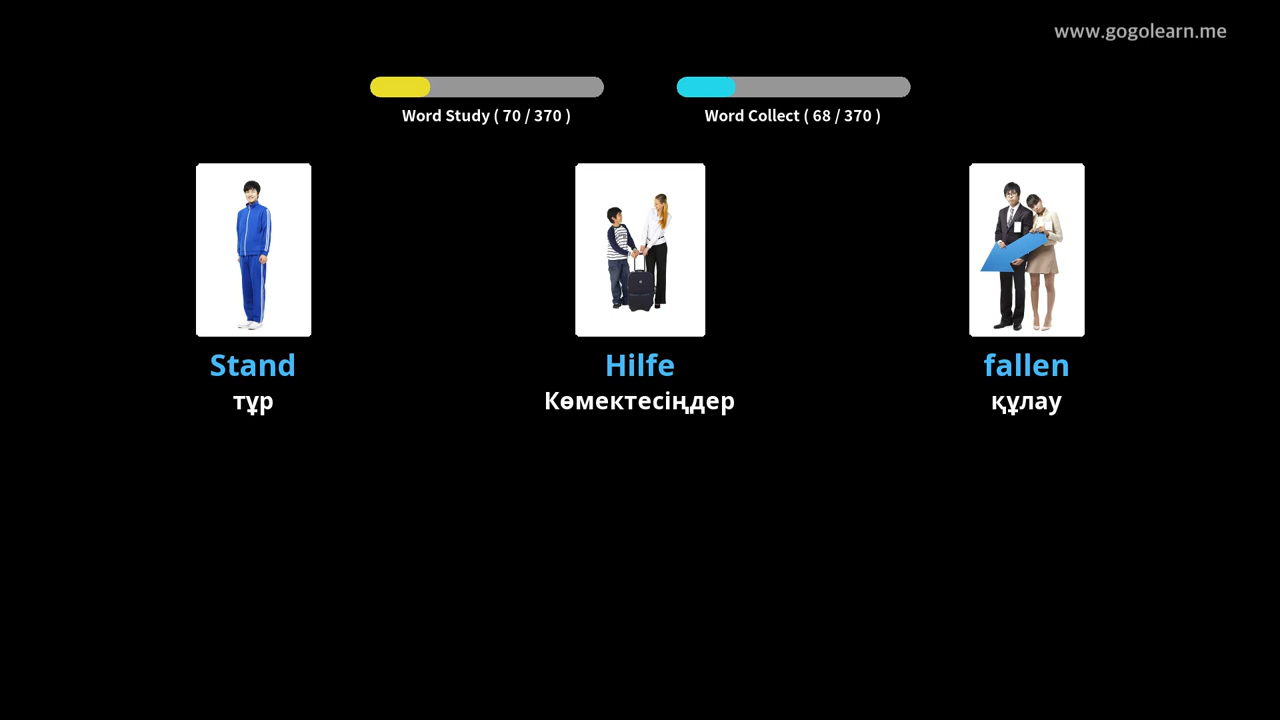 www.gogolearn.me
Word Study ( 70 / 370 )
Word Collect ( 68 / 370 )
Stand
тұр
Hilfe
Көмектесіңдер
fallen
құлау